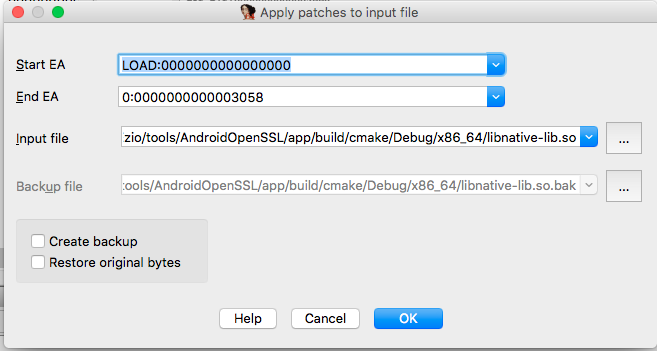 Apply patches to input file
Start EA LOAD:0000000000000000
End EA 0:0000000000003058
Input file zio/tools/AndroidOpenSSL/app/build/cmake/Debug/x86_64/libnative-lib.so ...
Backup file tools/AndroidOpenSSL/app/build/cmake/Debug/x86_64/libnative-lib.so.bak ...
Create backup
Restore original bytes
Help Cancel OK